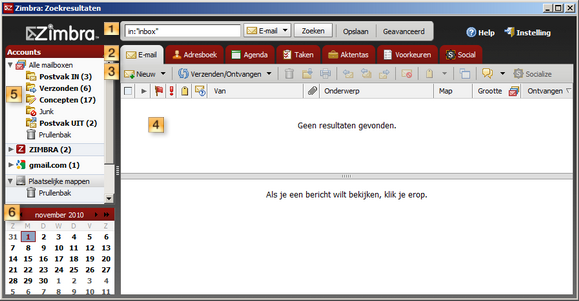 Zimbra: Zoekresultaten
Zimbra
1
in:"inbox"
E-mail
Zoeken
Opslaan
Geavanceerd
Help
Instelling
Accounts
2
E-mail
Adresboek
Agenda
Taken
Aktentas
Voorkeuren
Social
Alle mailboxen
3
Nieuw
Verzenden/Ontvangen
Socialize
Postvak IN (3)
Van
Onderwerp
Map
Grootte
Ontvangen
5
Verzonden (6)
Concepten (17)
Junk
Postvak UIT (2)
Prullenbak
4
Geen resultaten gevonden.
ZIMBRA (2)
gmail.com (1)
Plaatselijke mappen
Prullenbak
Als je een bericht wilt bekijken, klik je erop.
6
november 2010
Z M D W D V Z
31 1 2 3 4 5 6
7 8 9 10 11 12 13
14 15 16 17 18 19 20
21 22 23 24 25 26 27
28 29 30 1 2 3 4
5 6 7 8 9 10 11